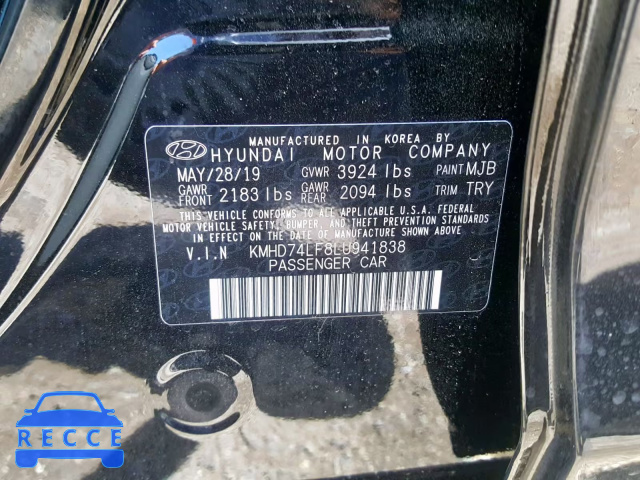 MANUFACTURED IN KOREA BY
HYUNDAI MOTOR COMPANY
MAY/28/19 GVWR 3924 lbs PAINT MJB
GAWR FRONT 2183 lbs GAWR REAR 2094 lbs TRIM TRY
THIS VEHICLE CONFORMS TO ALL APPLICABLE U.S.A. FEDERAL
MOTOR VEHICLE SAFETY, BUMPER, AND THEFT PREVENTION STANDARDS
IN EFFECT ON THE DATE OF MANUFACTURE SHOWN ABOVE.
V.I.N KMHD74LF8LU941838
PASSENGER CAR
RECCE